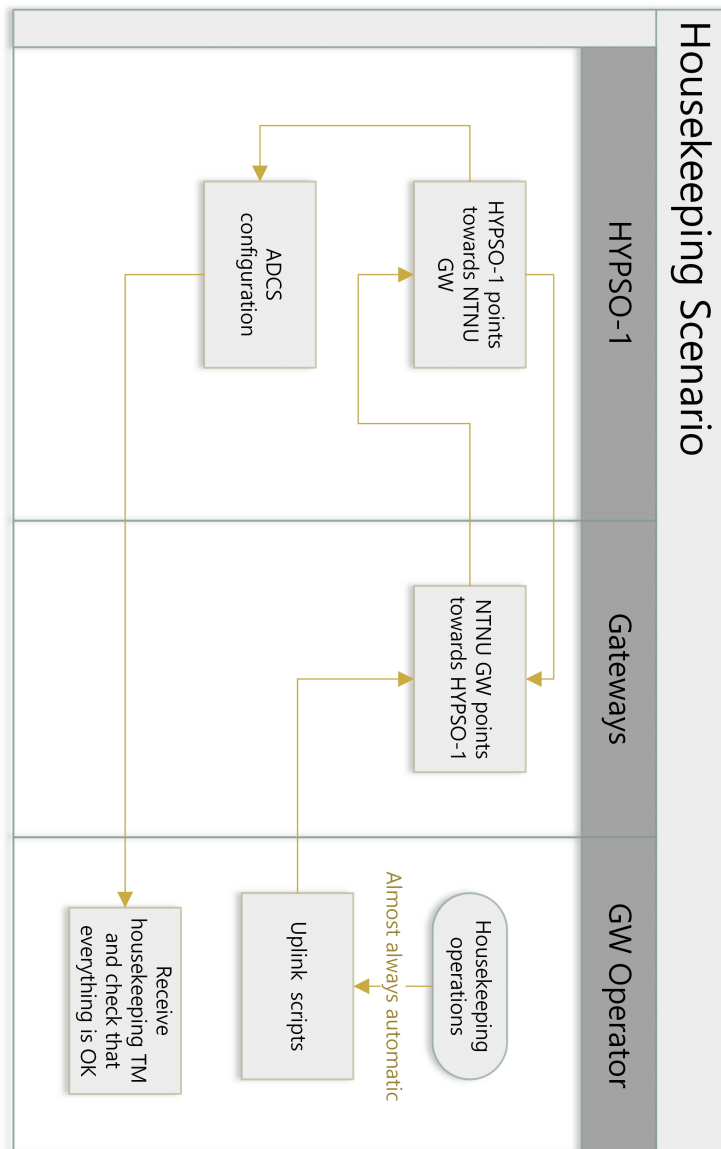 Housekeeping Scenario
HYPSO-1
Gateways
GW Operator
HYPSO-1 points
towards NTNU
GW
NTNU GW points
towards HYPSO-1
Housekeeping
operations
Almost always automatic
Uplink scripts
ADCS
configuration
Receive
housekeeping TM
and check that
everything is OK